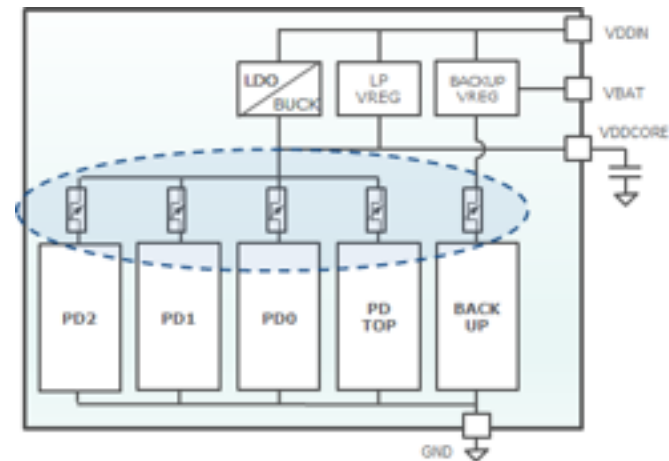 VDDIN
LDO
BUCK
LP
VREG
BACKUP
VREG
VBAT
VDDCORE
PD2
PD1
PD0
PD
TOP
BACK
UP
GND